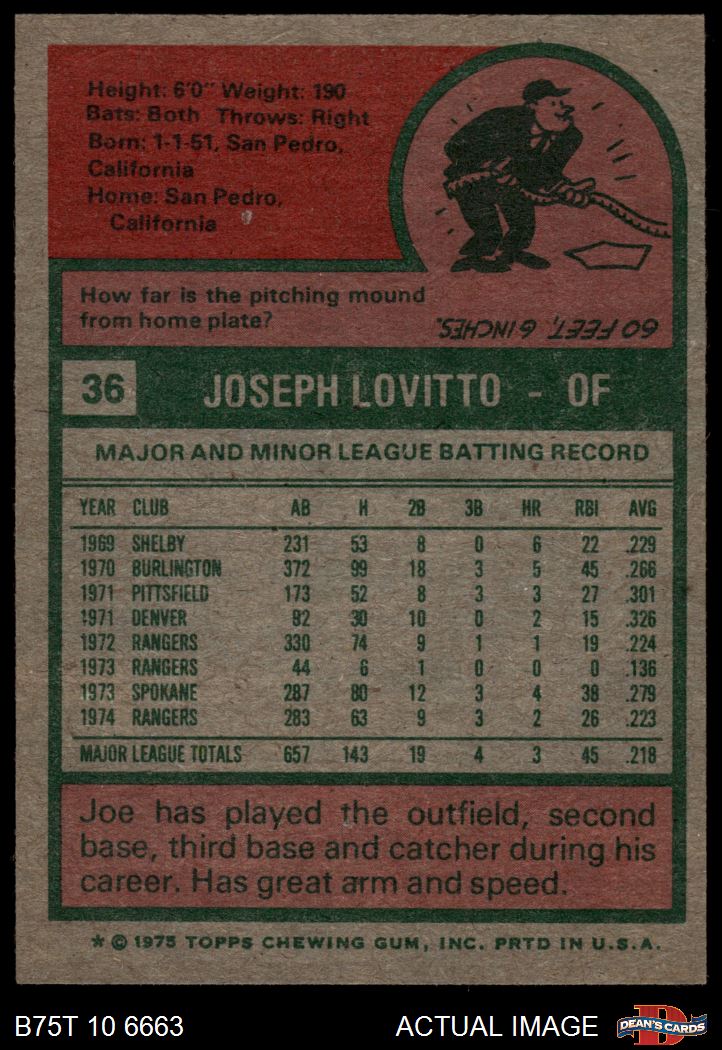 Height: 6'0" Weight: 190
Bats: Both Throws: Right
Born: 1-1-51, San Pedro,
California
Home: San Pedro,
California
How far is the pitching mound
from home plate?
60 FEET, 6 INCHES.
36 JOSEPH LOVITTO - OF
MAJOR AND MINOR LEAGUE BATTING RECORD
YEAR CLUB AB H 2B 3B HR RBI AVG
1969 SHELBY 231 53 8 0 6 22 .229
1970 BURLINGTON 372 99 18 3 5 45 .266
1971 PITTSFIELD 173 52 8 3 3 27 .301
1971 DENVER 92 30 10 0 2 15 .326
1972 RANGERS 330 74 9 1 1 19 .224
1973 RANGERS 44 6 1 0 0 0 .136
1973 SPOKANE 287 80 12 3 4 38 .279
1974 RANGERS 283 63 9 3 2 26 .223
MAJOR LEAGUE TOTALS 657 143 19 4 3 45 .218
Joe has played the outfield, second
base, third base and catcher during his
career. Has great arm and speed.
* © 1975 TOPPS CHEWING GUM, INC. PRTD IN U.S.A.
B75T 10 6663 ACTUAL IMAGE D DEAN'S CARDS